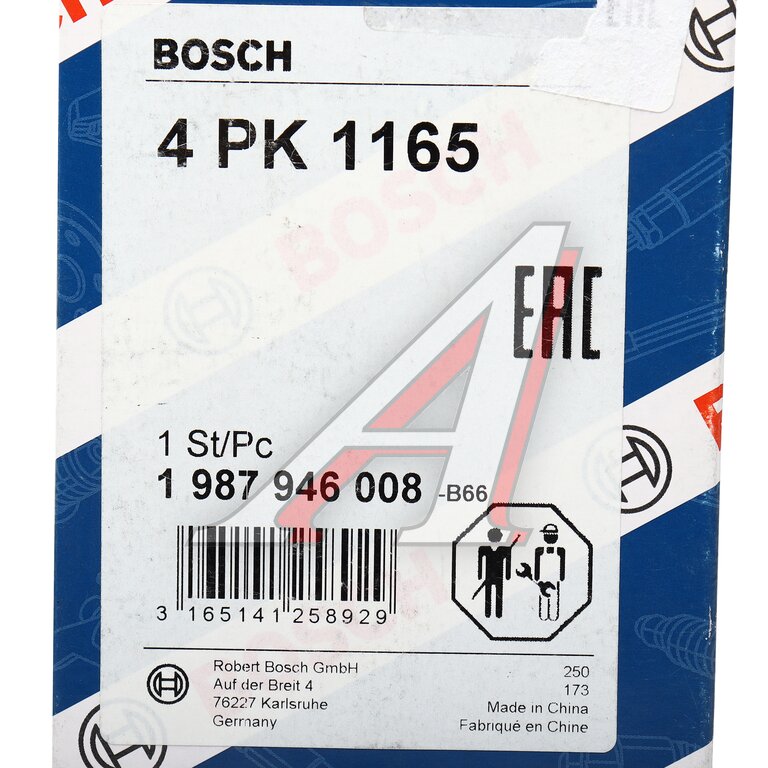 BOSCH
4 PK 1165
BOSCH
EAC
1 St/Pc
1 987 946 008 -B66
3 165141 258929
Robert Bosch GmbH
Auf der Breit 4
76227 Karlsruhe
Germany
250
173
Made in China
Fabriqué en Chine